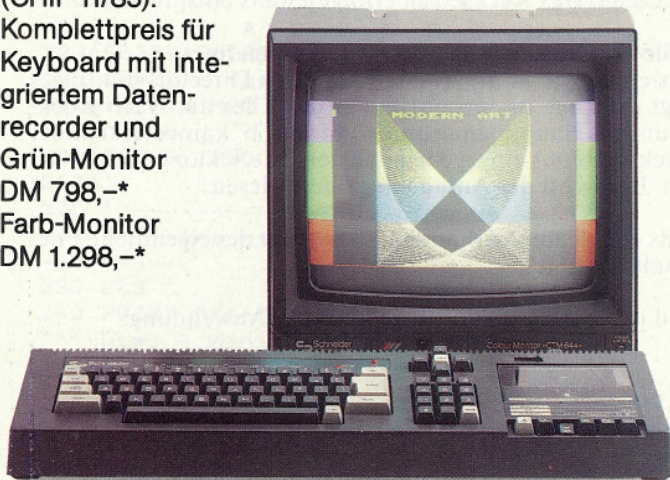 (CHIP 11/85).
Komplettpreis für
Keyboard mit inte-
griertem Daten-
recorder und
Grün-Monitor
DM 798,–*
Farb-Monitor
DM 1.298,–*
MODERN ART
Schneider
Colour Monitor CTM 644
Schneider